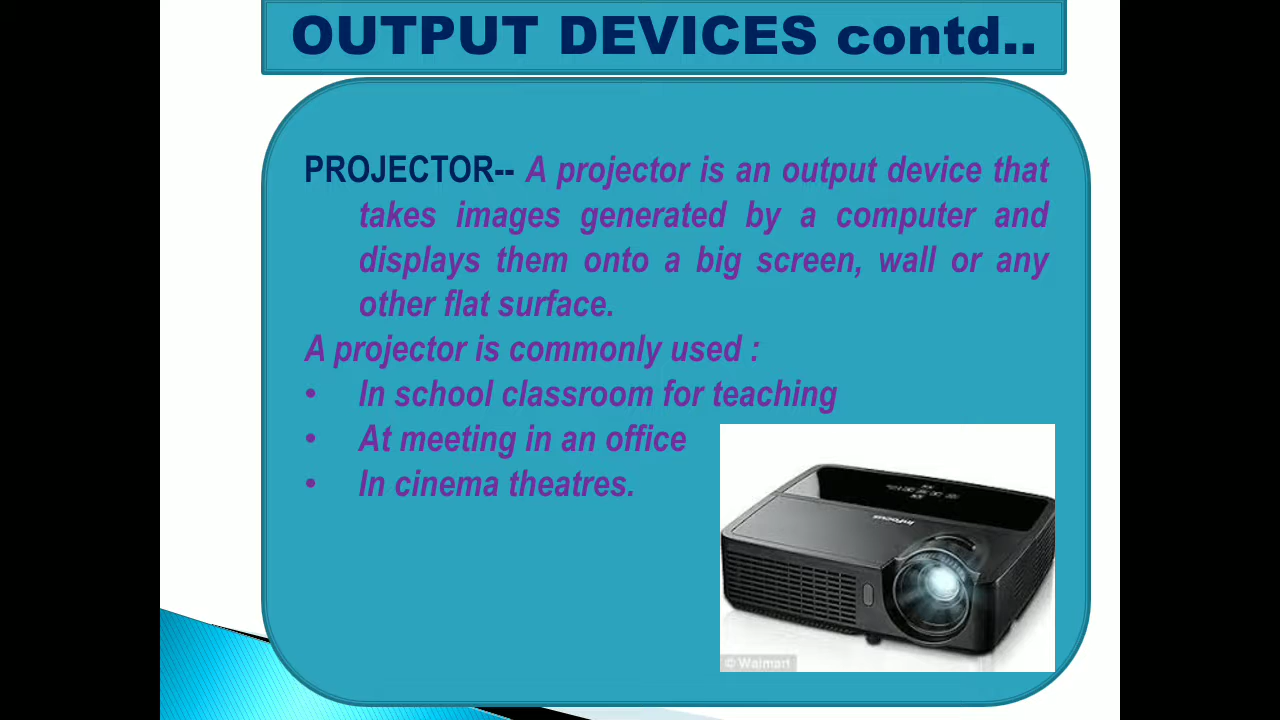 OUTPUT DEVICES contd..
PROJECTOR-- A projector is an output device that
takes images generated by a computer and
displays them onto a big screen, wall or any
other flat surface.
A projector is commonly used :
• In school classroom for teaching
• At meeting in an office
• In cinema theatres.
InFocus
© Walmart